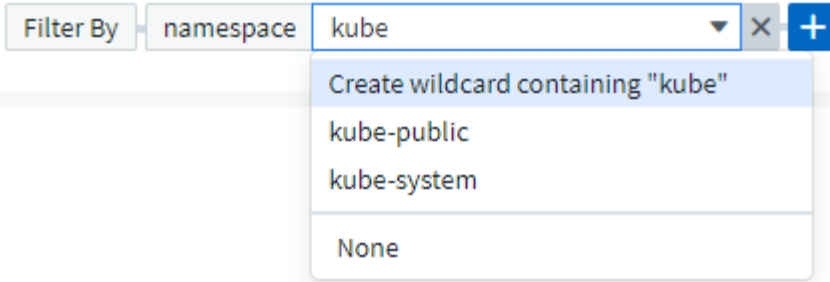 Filter By namespace kube
Create wildcard containing "kube"
kube-public
kube-system
None